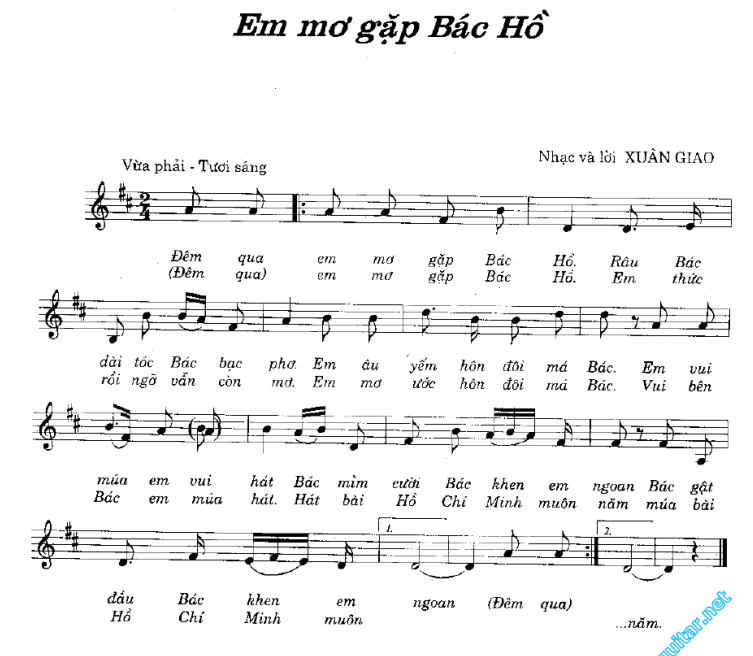 Em mơ gặp Bác Hồ
Nhạc và lời XUÂN GIAO
Vừa phải - Tươi sáng
2
4
Đêm qua em mơ gặp Bác Hồ. Râu Bác
(Đêm qua) em mơ gặp Bác Hồ. Em thức
dài tóc Bác bạc phơ. Em âu yếm hôn đôi má Bác. Em vui
rồi ngỡ vẫn còn mơ. Em mơ ước hôn đôi má Bác. Vui bên
múa em vui hát Bác mỉm cười Bác khen em ngoan Bác gật
Bác em múa hát. Hát bài Hồ Chí Minh muôn năm múa bài
1.
2.
đầu Bác khen em ngoan (Đêm qua)
Hồ Chí Minh muôn ...năm.
guitar.net